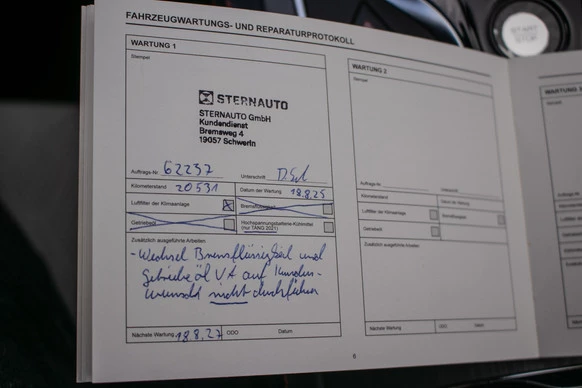 START
STOP
FAHRZEUGWARTUNGS- UND REPARATURPROTOKOLL
WARTUNG 1
Stempel
STERNAUTO
STERNAUTO GmbH
Kundendienst
Bremsweg 4
19057 Schwerin
Auftrags-Nr 62237 Unterschrift
Kilometerstand 20531 Datum der Wartung 18.8.25
Luftfilter der Klimaanlage
Getriebeöl Hochspannungsbatterie-Kühlmittel
(nur TANG 2021)
Zusätzlich ausgeführte Arbeiten
- Wechsel Bremsflüssigkeit und
Getriebeöl VA auf Kunden-
wunsch nicht durchführen
Nächste Wartung 18.8.27 ODO Datum
WARTUNG 2
Stempel
Auftrags-Nr
Kilometerstand Datum der Wartung
Luftfilter der Klimaanlage
Getriebeöl
Zusätzlich ausgeführte Arbeiten
Nächste Wartung ODO Datum
WARTUNG 3
6